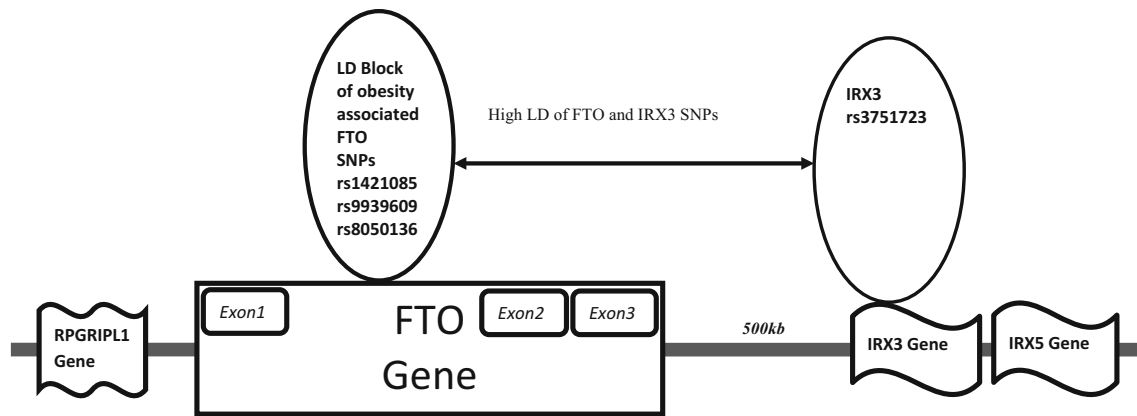 LD Block
of obesity
associated
FTO
SNPs
rs1421085
rs9939609
rs8050136
High LD of FTO and IRX3 SNPs
IRX3
rs3751723
RPGRIPL1
Gene
Exon1
FTO
Gene
Exon2
Exon3
500kb
IRX3 Gene
IRX5 Gene